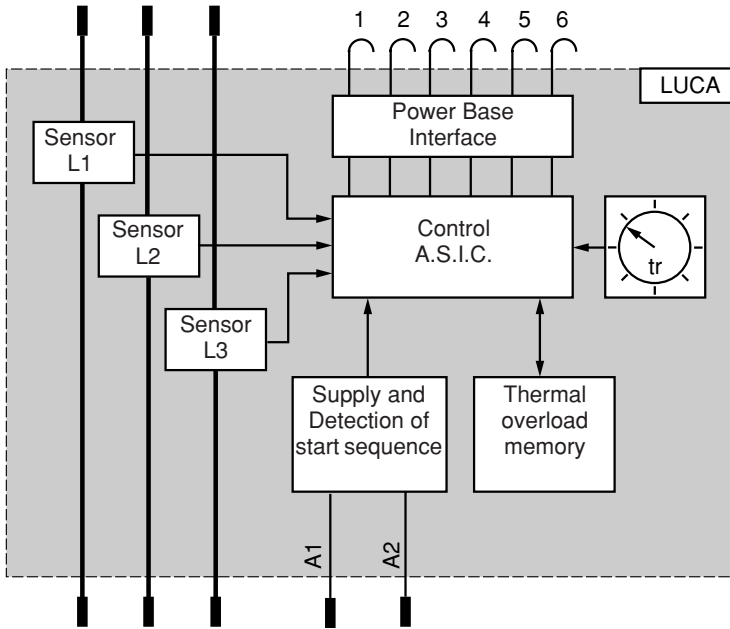 1 2 3 4 5 6
LUCA
Power Base
Interface
Sensor
L1
Sensor
L2
Control
A.S.I.C.
tr
Sensor
L3
Supply and
Detection of
start sequence
Thermal
overload
memory
A1
A2